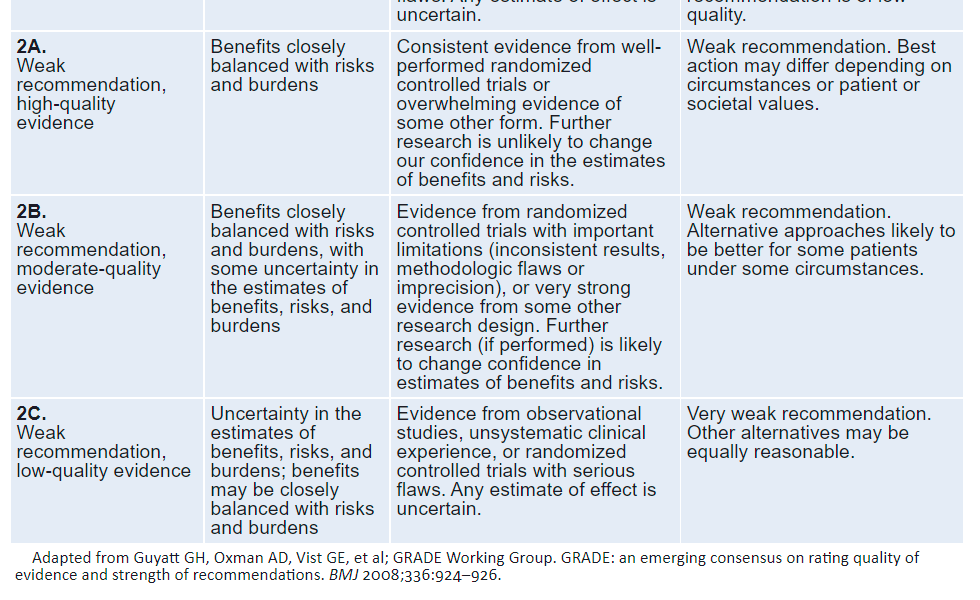 flaws. Any estimate of effect is
uncertain.
recommendation is of low
quality.
2A.
Weak
recommendation,
high-quality
evidence
Benefits closely
balanced with risks
and burdens
Consistent evidence from well-
performed randomized
controlled trials or
overwhelming evidence of
some other form. Further
research is unlikely to change
our confidence in the estimates
of benefits and risks.
Weak recommendation. Best
action may differ depending on
circumstances or patient or
societal values.
2B.
Weak
recommendation,
moderate-quality
evidence
Benefits closely
balanced with risks
and burdens, with
some uncertainty in
the estimates of
benefits, risks, and
burdens
Evidence from randomized
controlled trials with important
limitations (inconsistent results,
methodologic flaws or
imprecision), or very strong
evidence from some other
research design. Further
research (if performed) is likely
to change confidence in
estimates of benefits and risks.
Weak recommendation.
Alternative approaches likely to
be better for some patients
under some circumstances.
2C.
Weak
recommendation,
low-quality evidence
Uncertainty in the
estimates of
benefits, risks, and
burdens; benefits
may be closely
balanced with risks
and burdens
Evidence from observational
studies, unsystematic clinical
experience, or randomized
controlled trials with serious
flaws. Any estimate of effect is
uncertain.
Very weak recommendation.
Other alternatives may be
equally reasonable.
Adapted from Guyatt GH, Oxman AD, Vist GE, et al; GRADE Working Group. GRADE: an emerging consensus on rating quality of
evidence and strength of recommendations. BMJ 2008;336:924–926.